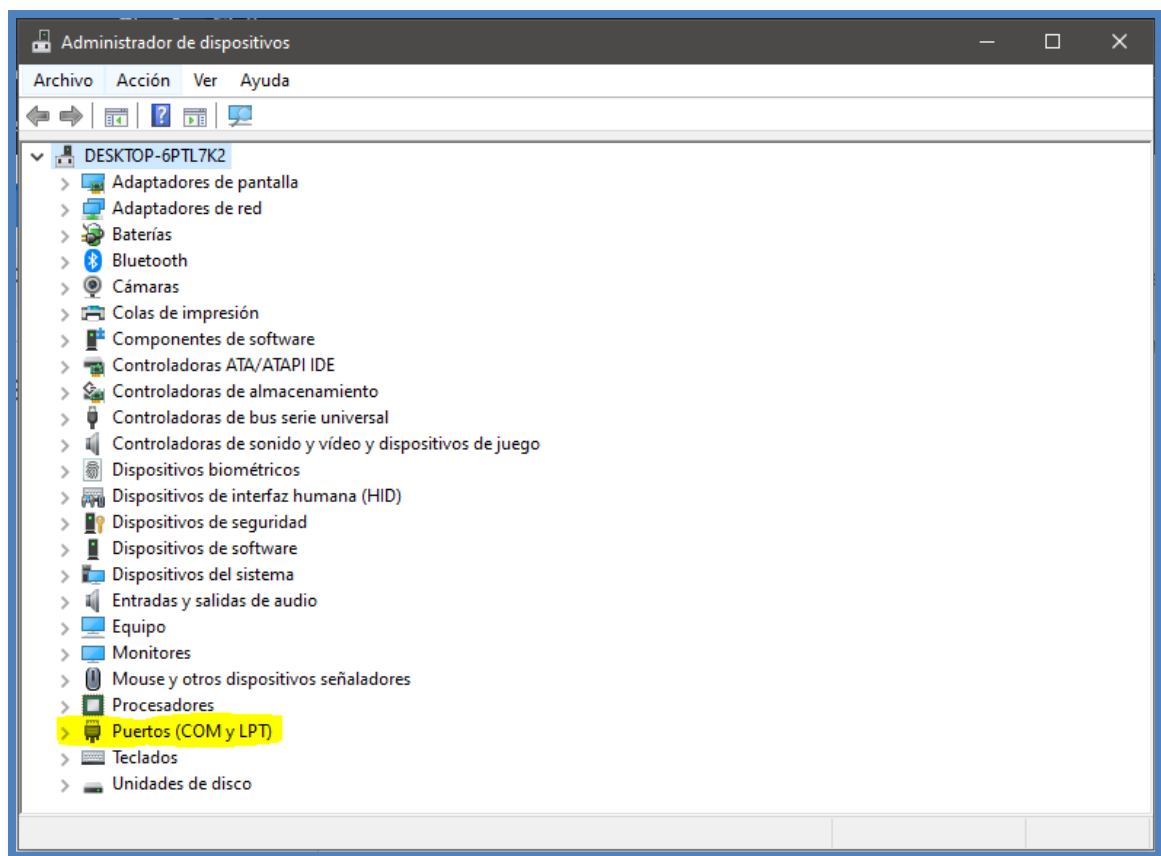 Administrador de dispositivos
Archivo Acción Ver Ayuda
DESKTOP-6PTL7K2
Adaptadores de pantalla
Adaptadores de red
Baterías
Bluetooth
Cámaras
Colas de impresión
Componentes de software
Controladoras ATA/ATAPI IDE
Controladoras de almacenamiento
Controladoras de bus serie universal
Controladoras de sonido y vídeo y dispositivos de juego
Dispositivos biométricos
Dispositivos de interfaz humana (HID)
Dispositivos de seguridad
Dispositivos de software
Dispositivos del sistema
Entradas y salidas de audio
Equipo
Monitores
Mouse y otros dispositivos señaladores
Procesadores
Puertos (COM y LPT)
Teclados
Unidades de disco